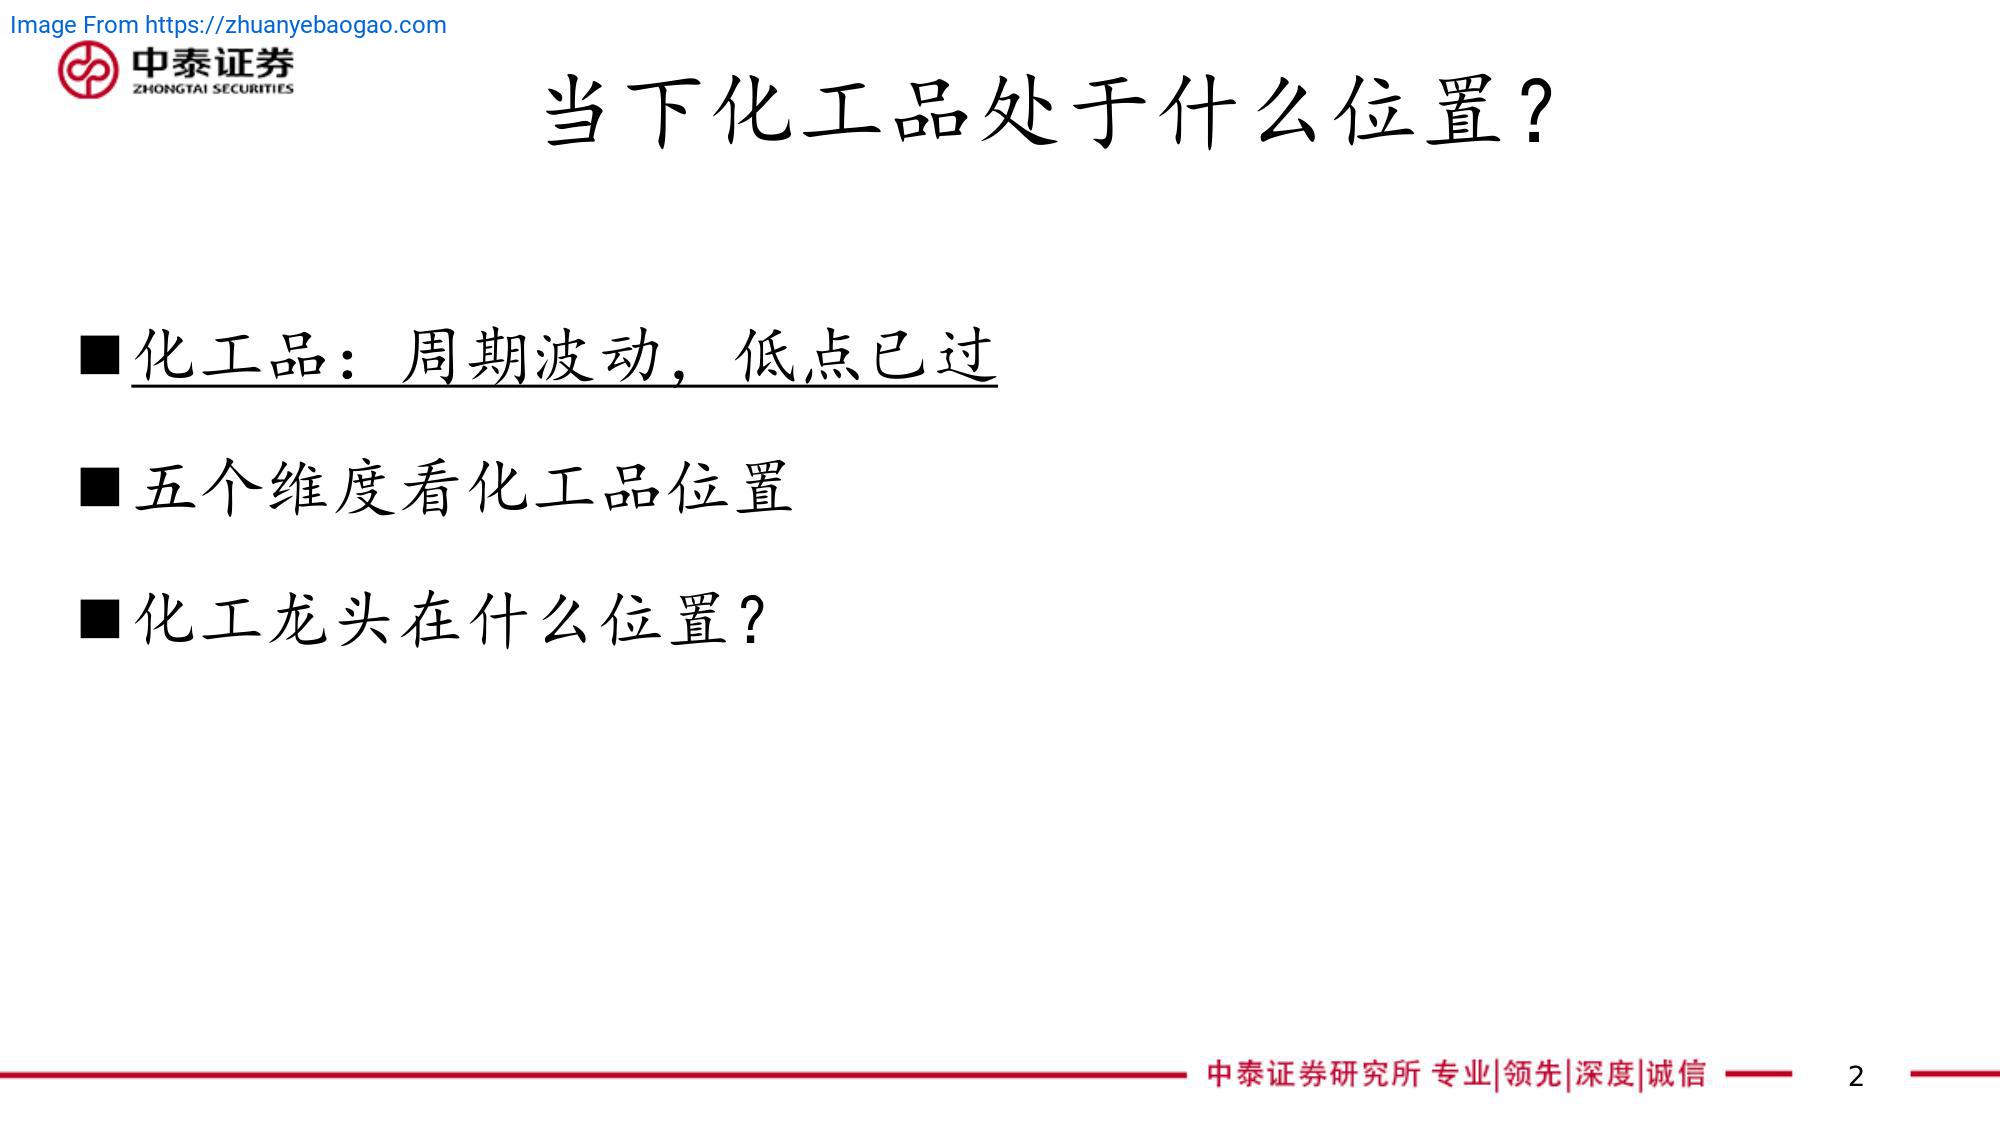 Image From https://zhuanyebaogao.com
中泰证券
ZHONGTAI SECURITIES
当下化工品处于什么位置？
■化工品：周期波动，低点已过
■五个维度看化工品位置
■化工龙头在什么位置？
中泰证券研究所 专业|领先|深度|诚信
2